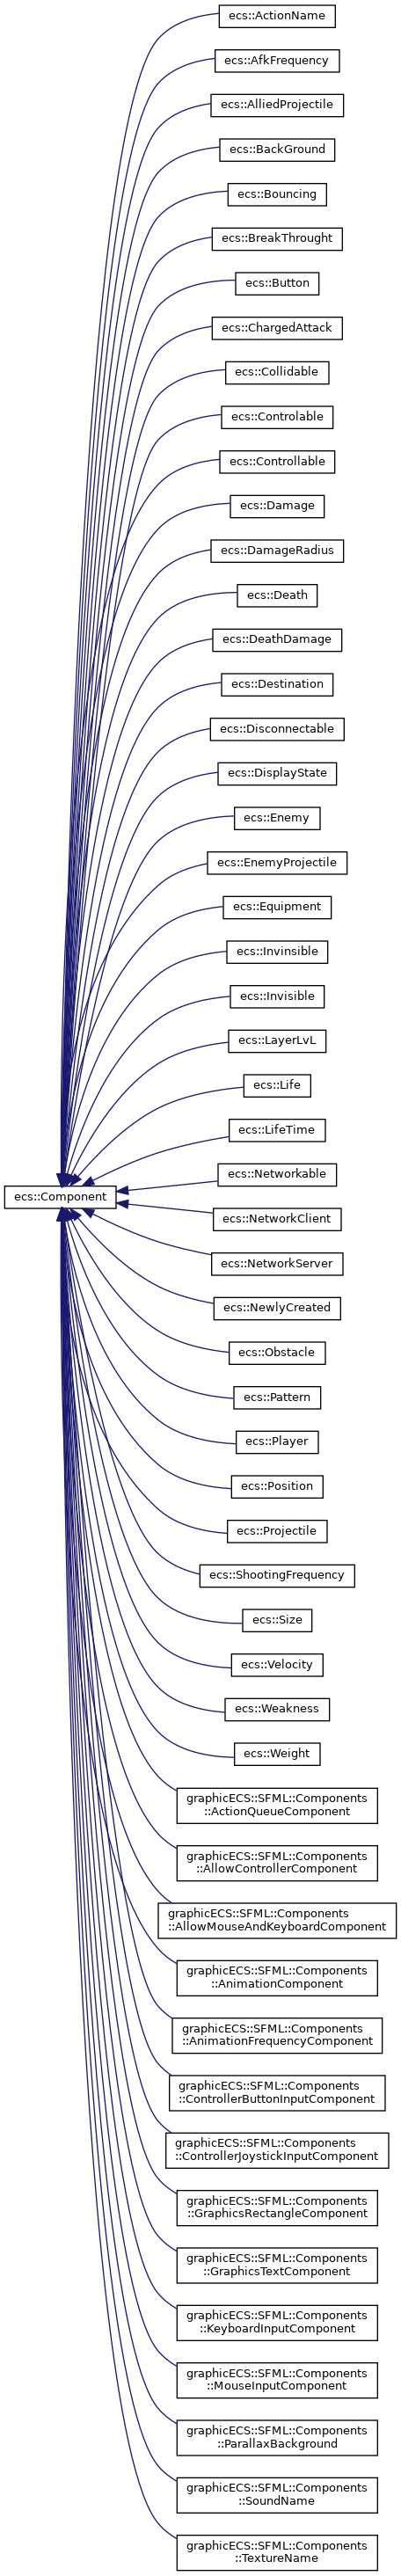 ecs::ActionName
ecs::AfkFrequency
ecs::AlliedProjectile
ecs::BackGround
ecs::Bouncing
ecs::BreakThrought
ecs::Button
ecs::ChargedAttack
ecs::Collidable
ecs::Controlable
ecs::Controllable
ecs::Damage
ecs::DamageRadius
ecs::Death
ecs::DeathDamage
ecs::Destination
ecs::Disconnectable
ecs::DisplayState
ecs::Enemy
ecs::EnemyProjectile
ecs::Equipment
ecs::Invinsible
ecs::Invisible
ecs::LayerLvL
ecs::Life
ecs::LifeTime
ecs::Networkable
ecs::Component
ecs::NetworkClient
ecs::NetworkServer
ecs::NewlyCreated
ecs::Obstacle
ecs::Pattern
ecs::Player
ecs::Position
ecs::Projectile
ecs::ShootingFrequency
ecs::Size
ecs::Velocity
ecs::Weakness
ecs::Weight
graphicECS::SFML::Components
::ActionQueueComponent
graphicECS::SFML::Components
::AllowControllerComponent
graphicECS::SFML::Components
::AllowMouseAndKeyboardComponent
graphicECS::SFML::Components
::AnimationComponent
graphicECS::SFML::Components
::AnimationFrequencyComponent
graphicECS::SFML::Components
::ControllerButtonInputComponent
graphicECS::SFML::Components
::ControllerJoystickInputComponent
graphicECS::SFML::Components
::GraphicsRectangleComponent
graphicECS::SFML::Components
::GraphicsTextComponent
graphicECS::SFML::Components
::KeyboardInputComponent
graphicECS::SFML::Components
::MouseInputComponent
graphicECS::SFML::Components
::ParallaxBackground
graphicECS::SFML::Components
::SoundName
graphicECS::SFML::Components
::TextureName